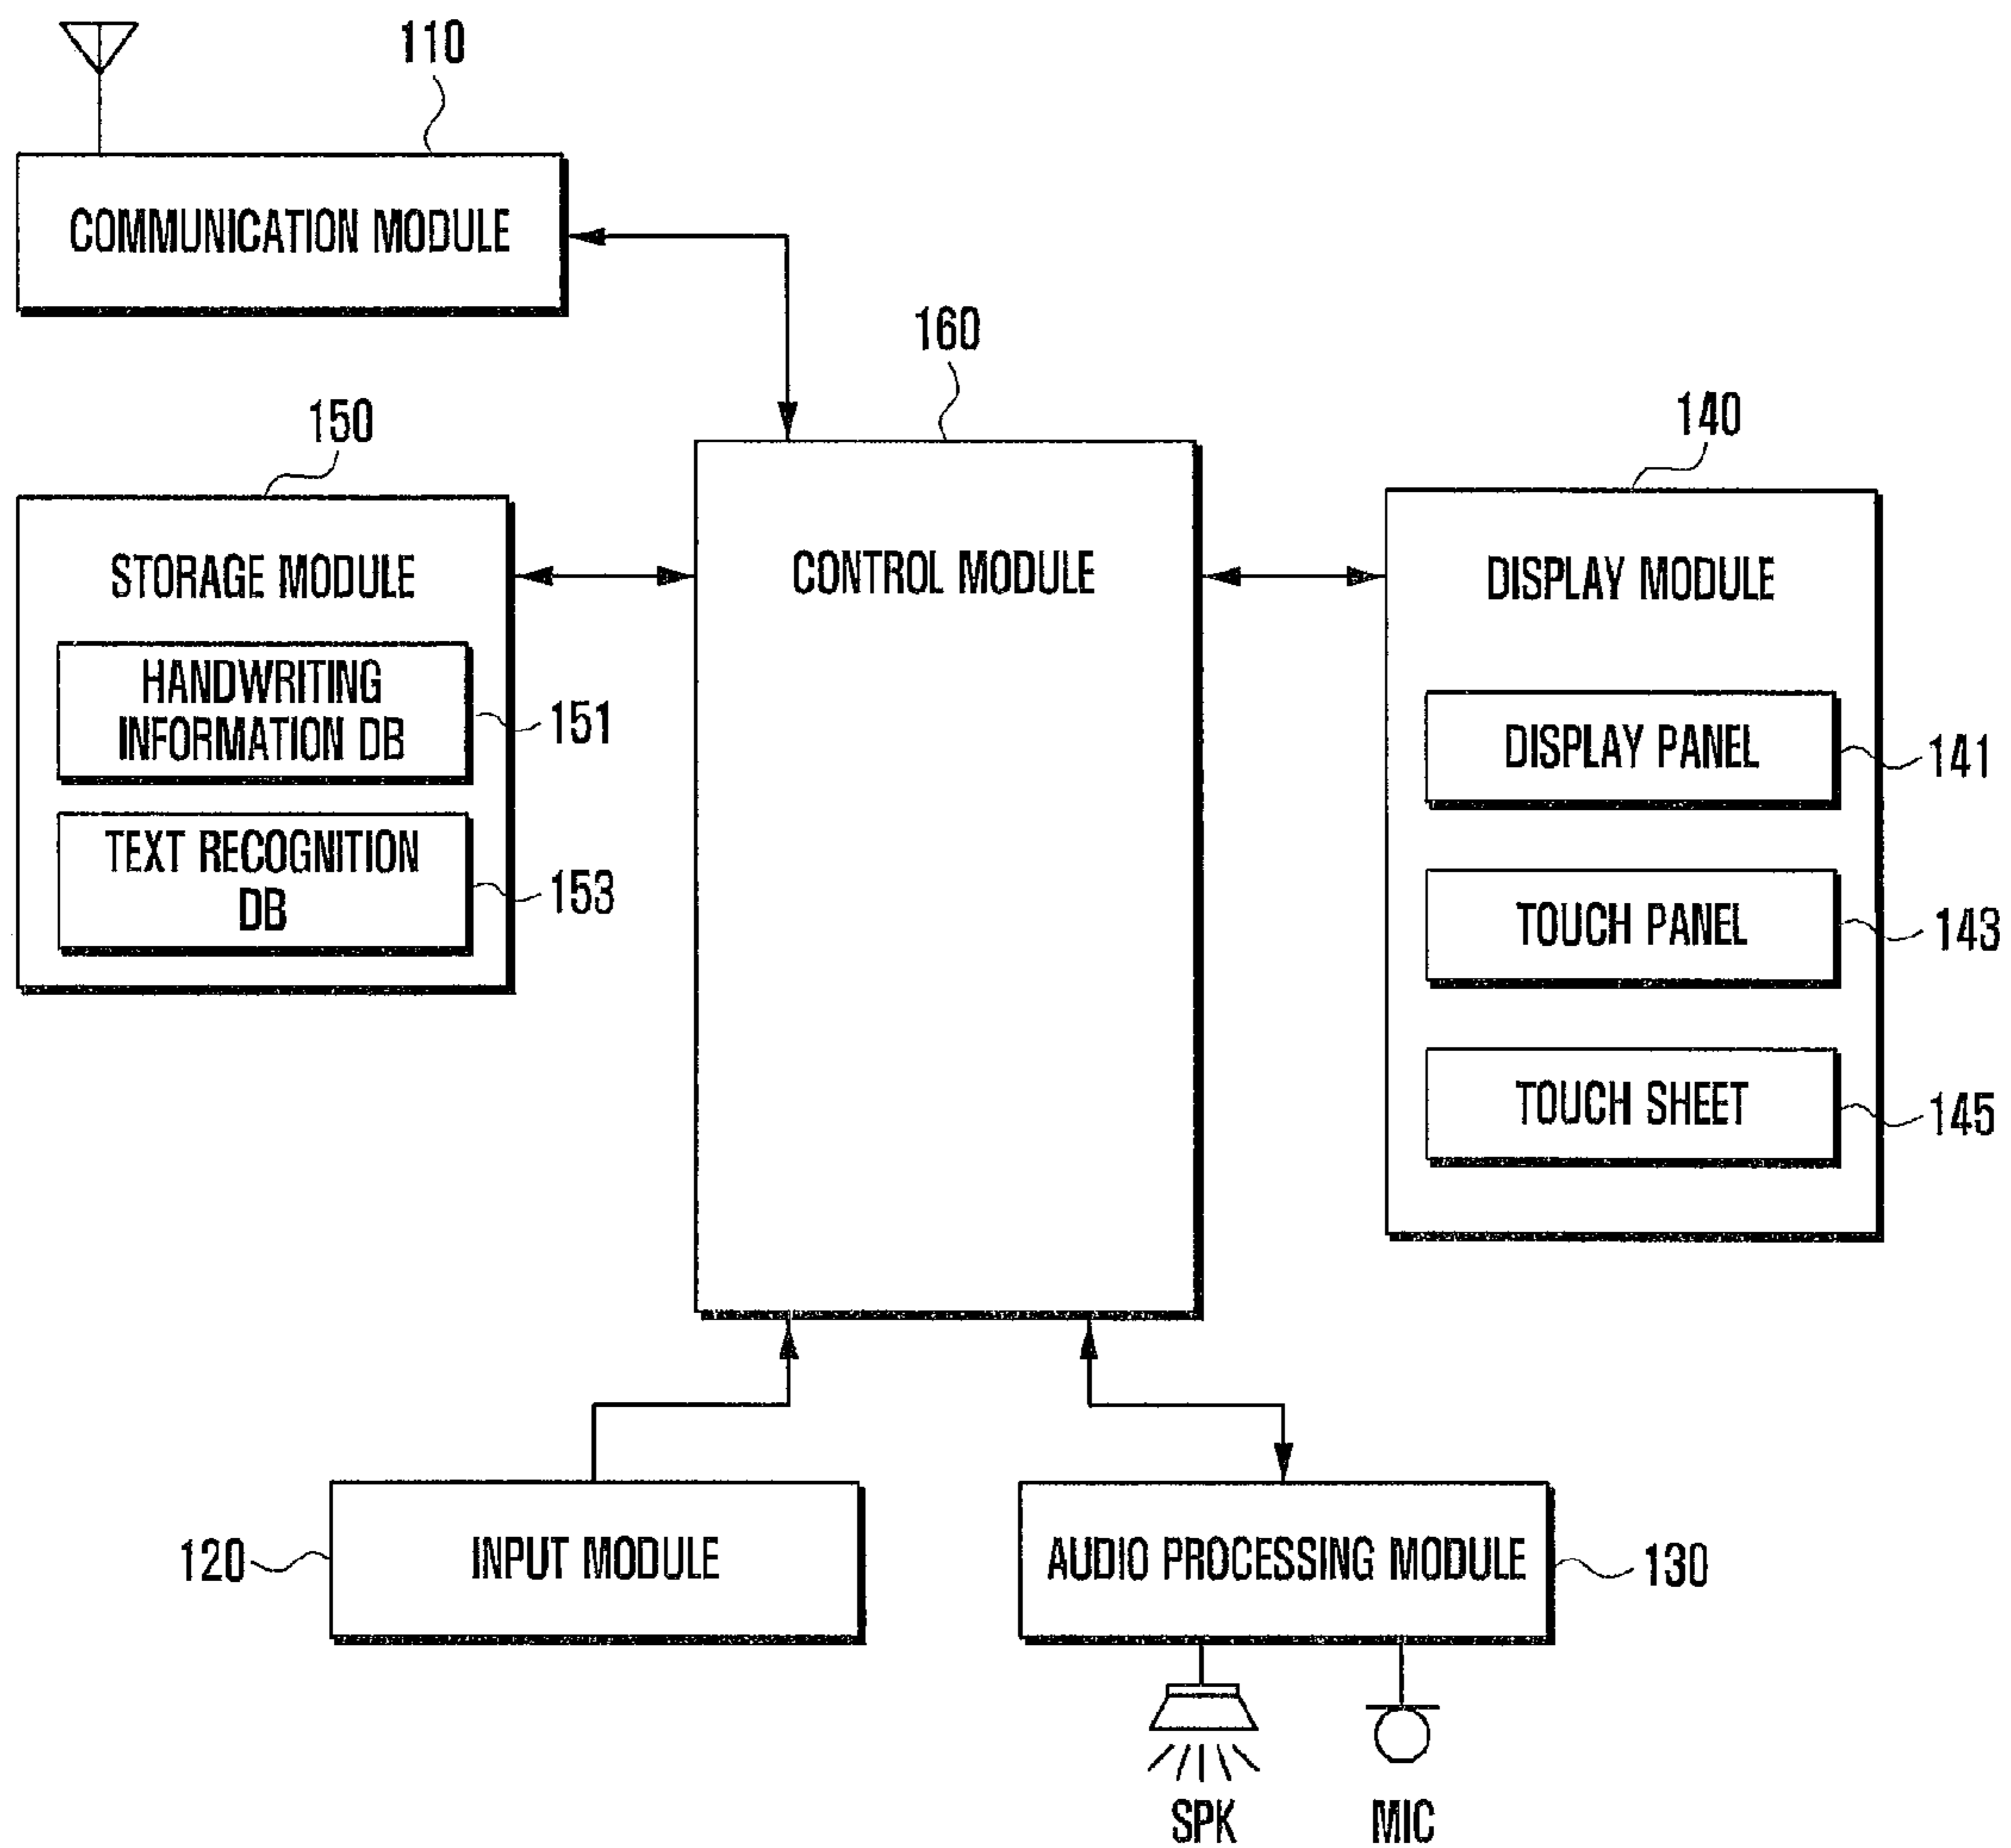 110
COMMUNICATION MODULE
160
150
140
STORAGE MODULE
CONTROL MODULE
DISPLAY MODULE
HANDWRITING
INFORMATION DB
151
DISPLAY PANEL
141
TEXT RECOGNITION
DB
153
TOUCH PANEL
143
TOUCH SHEET
145
120
INPUT MODULE
AUDIO PROCESSING MODULE
130
SPK
MIC